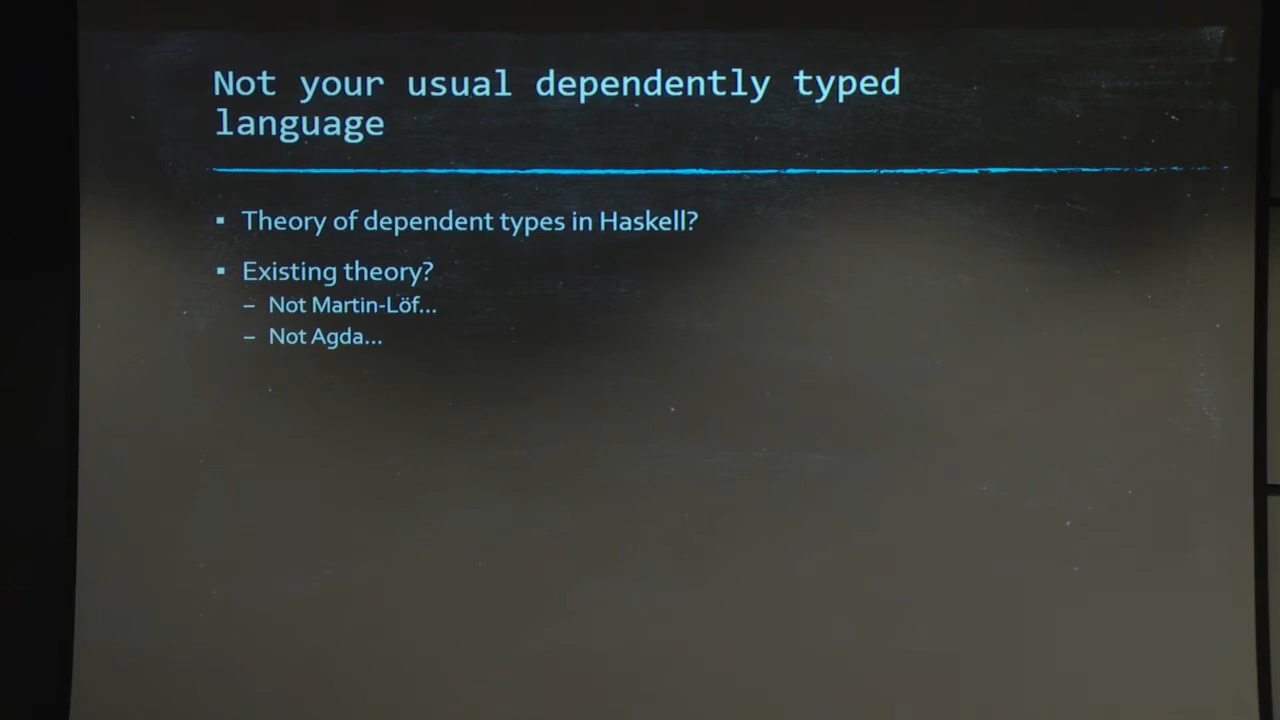 Not your usual dependently typed
language
▪ Theory of dependent types in Haskell?
▪ Existing theory?
– Not Martin-Löf...
– Not Agda...